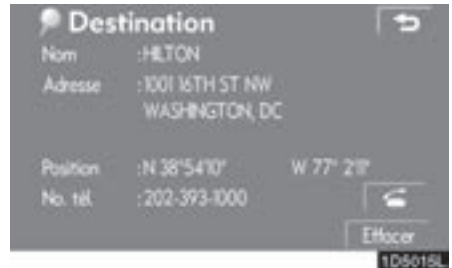 Destination
Nom :HILTON
Adresse :1001 16TH ST NW
WASHINGTON, DC
Position :N 38°54'10" W 77° 2'11"
No. tél. :202-393-1000
Effacer
1D5015L